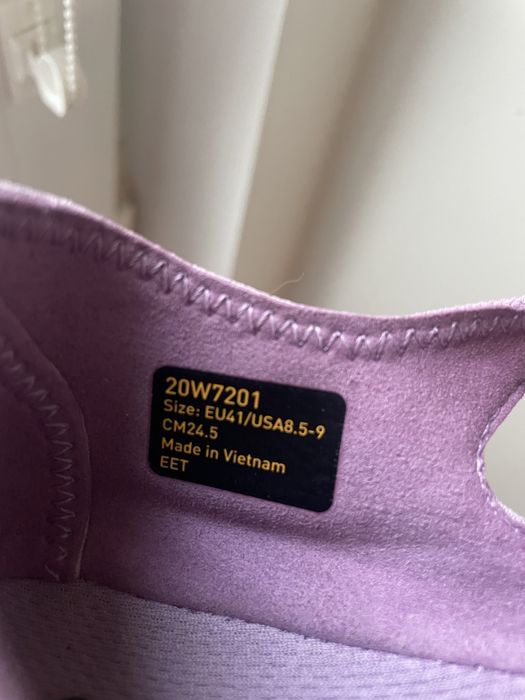 20W7201
Size: EU41/USA8.5-9
CM24.5
Made in Vietnam
EET